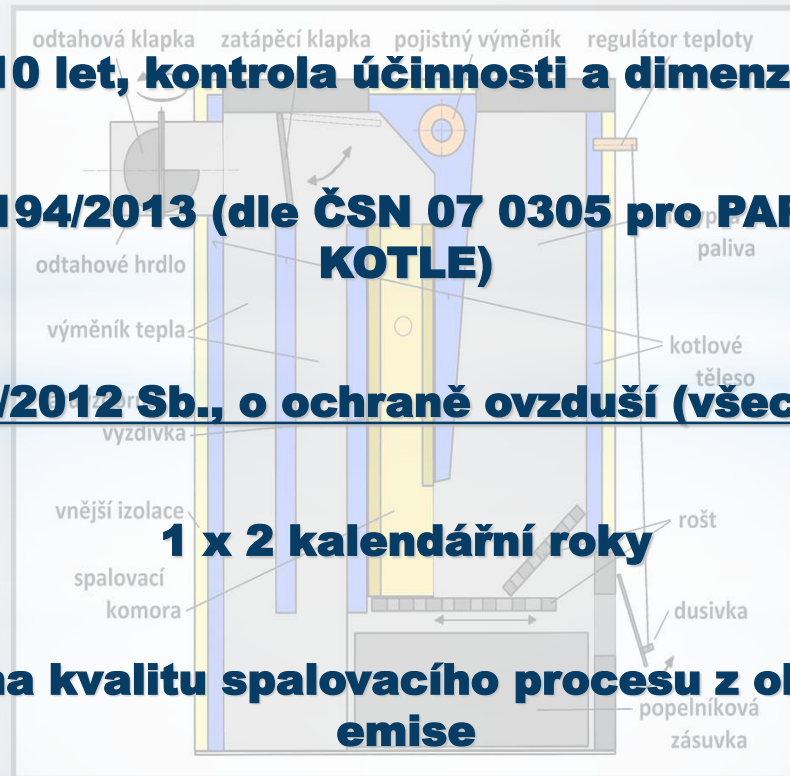 odtahová klapka zatápěcí klapka pojistný výměník regulátor teploty
10 let, kontrola účinnosti a dimenz
194/2013 (dle ČSN 07 0305 pro PAR
KOTLE)
paliva
odtahové hrdlo
výměník tepla
kotlové
těleso
/2012 Sb., o ochraně ovzduší (všec
vyzdívka
vnější izolace
rošt
1 x 2 kalendářní roky
spalovací
komora
dusivka
na kvalitu spalovacího procesu z ol
emise
popelníková
zásuvka